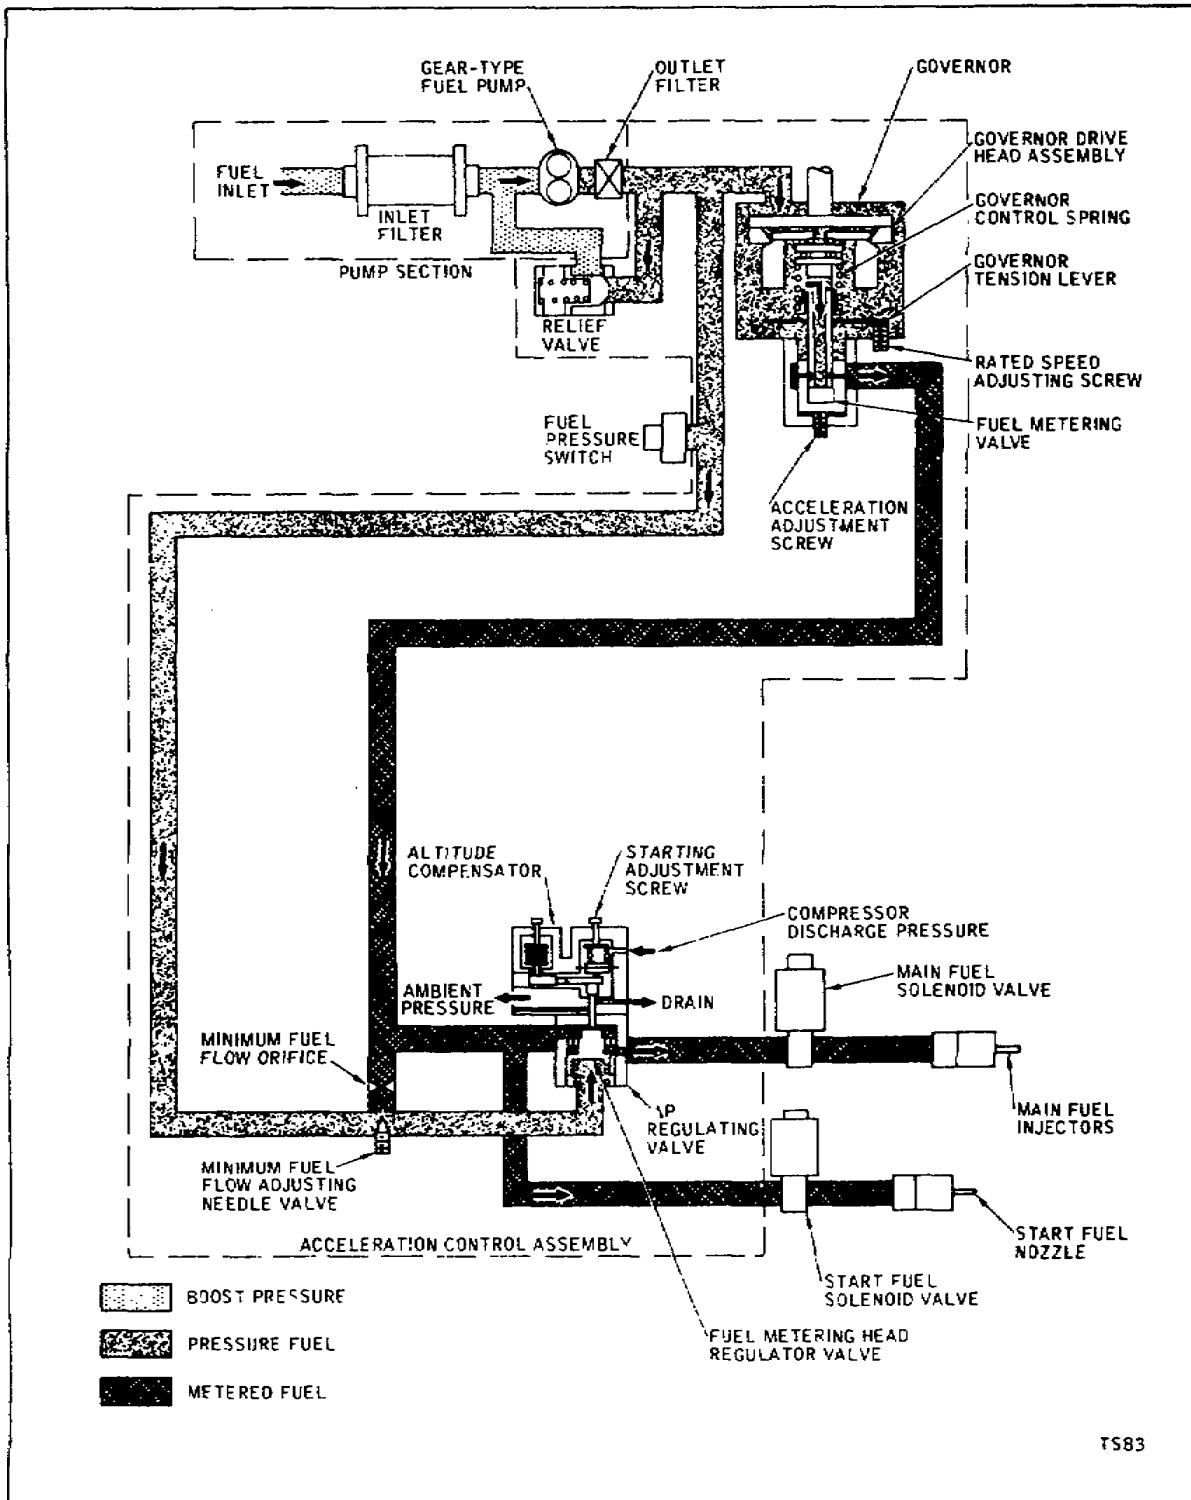 GEAR-TYPE
FUEL PUMP
OUTLET
FILTER
GOVERNOR
GOVERNOR DRIVE
HEAD ASSEMBLY
FUEL
INLET
INLET
FILTER
GOVERNOR
CONTROL SPRING
PUMP SECTION
GOVERNOR
TENSION LEVER
RELIEF
VALVE
RATED SPEED
ADJUSTING SCREW
FUEL
PRESSURE
SWITCH
FUEL METERING
VALVE
ACCELERATION
ADJUSTMENT
SCREW
ALTITUDE
COMPENSATOR
STARTING
ADJUSTMENT
SCREW
COMPRESSOR
DISCHARGE PRESSURE
MAIN FUEL
SOLENOID VALVE
AMBIENT
PRESSURE
DRAIN
MINIMUM FUEL
FLOW ORIFICE
ΔP
REGULATING
VALVE
MAIN FUEL
INJECTORS
MINIMUM FUEL
FLOW ADJUSTING
NEEDLE VALVE
START FUEL
NOZZLE
ACCELERATION CONTROL ASSEMBLY
START FUEL
SOLENOID VALVE
BOOST PRESSURE
PRESSURE FUEL
FUEL METERING HEAD
REGULATOR VALVE
METERED FUEL
TS83